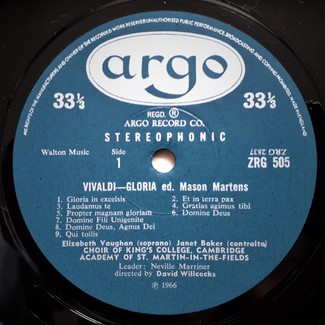 ALL RIGHTS OF THE MANUFACTURER AND OF THE OWNER OF THE RECORDED WORK RESERVED. UNAUTHORISED PUBLIC PERFORMANCE, BROADCASTING AND COPYING OF THIS RECORD PROHIBITED. MADE IN ENGLAND
argo
33⅓ 33⅓
REGD. ®
ARGO RECORD CO.
STEREOPHONIC
Walton Music Side ZRG 2837
1 ZRG 505
VIVALDI—GLORIA ed. Mason Martens
1. Gloria in excelsis 2. Et in terra pax
3. Laudamus te 4. Gratias agimus tibi
5. Propter magnam gloriam 6. Domine Deus
7. Domine Fili Unigenite
8. Domine Deus, Agnus Dei
9. Qui tollis
Elizabeth Vaughan (soprano) Janet Baker (contralto)
CHOIR OF KING'S COLLEGE, CAMBRIDGE
ACADEMY OF ST. MARTIN-IN-THE-FIELDS
Leader: Neville Marriner
directed by David Willcocks
℗ 1966